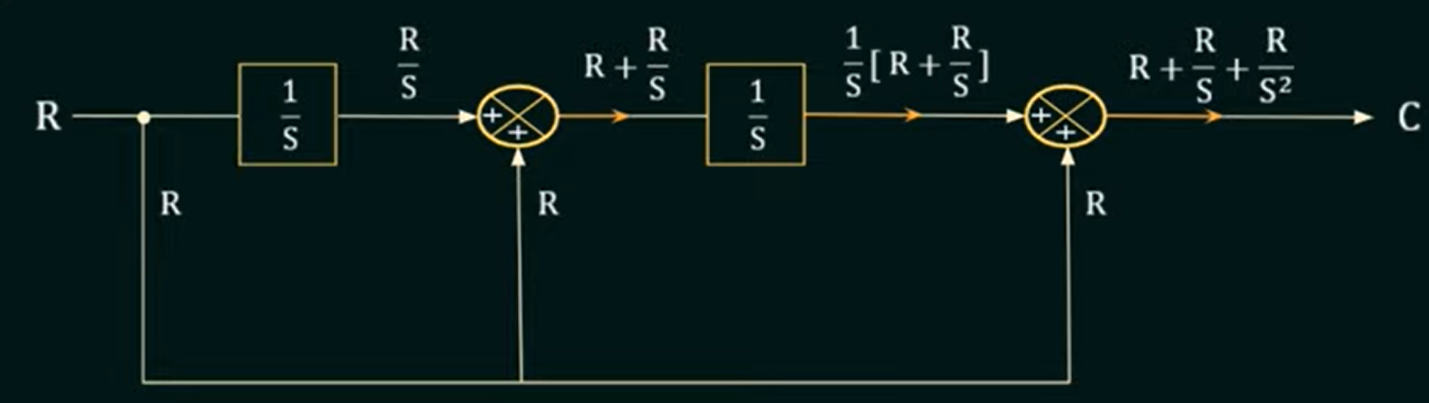 R
1/S
R/S
+
+
R + R/S
1/S
1/S [ R + R/S ]
+
+
R + R/S + R/S²
C
R
R
R